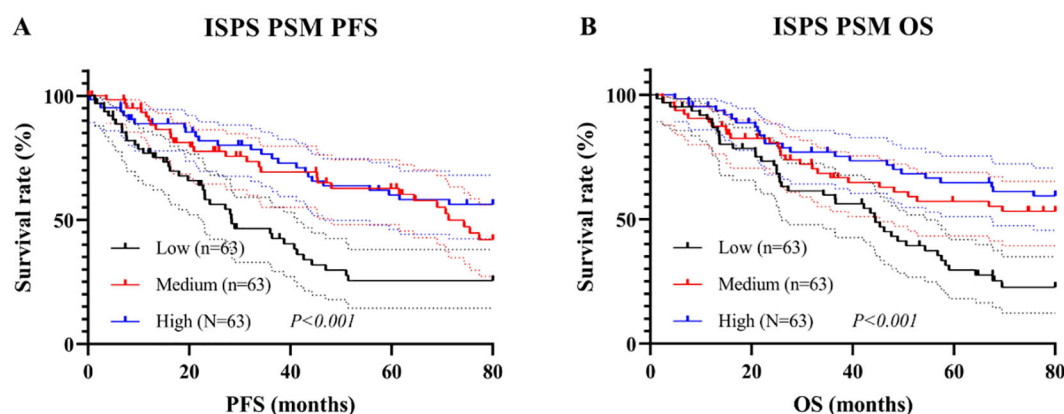 A
ISPS PSM PFS
100
50
0
Survival rate (%)
Low (n=63)
Medium (n=63)
High (N=63)
P<0.001
0 20 40 60 80
PFS (months)
B
ISPS PSM OS
100
50
0
Survival rate (%)
Low (n=63)
Medium (n=63)
High (N=63)
P<0.001
0 20 40 60 80
OS (months)